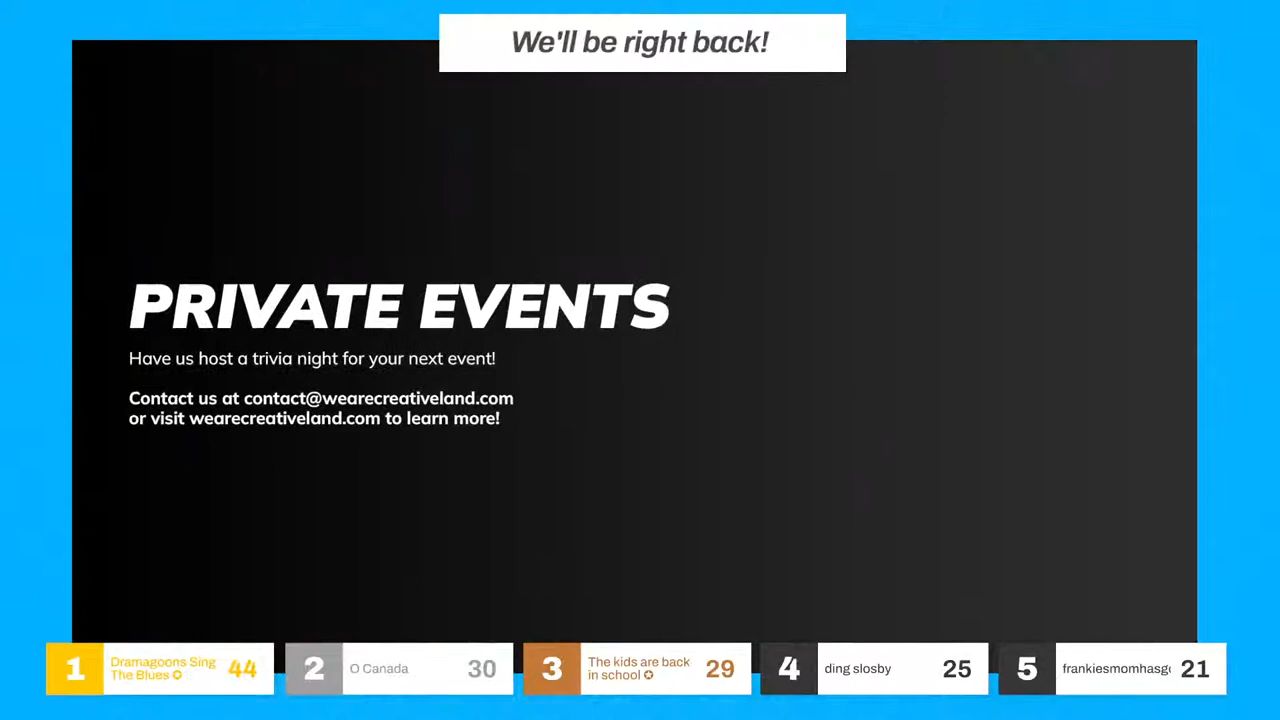 We'll be right back!
PRIVATE EVENTS
Have us host a trivia night for your next event!
Contact us at contact@wearecreativeland.com
or visit wearecreativeland.com to learn more!
1 Dramagoons Sing The Blues ✪ 44
2 O Canada 30
3 The kids are back in school ✪ 29
4 ding slosby 25
5 21